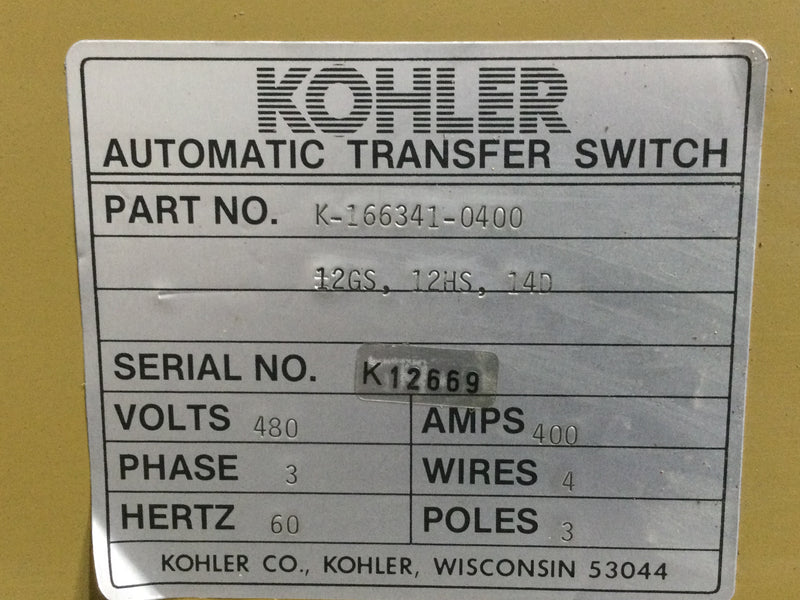 KOHLER
AUTOMATIC TRANSFER SWITCH
PART NO. K-166341-0400
12GS, 12HS, 14D
SERIAL NO. K12669
VOLTS 480 AMPS 400
PHASE 3 WIRES 4
HERTZ 60 POLES 3
KOHLER CO., KOHLER, WISCONSIN 53044